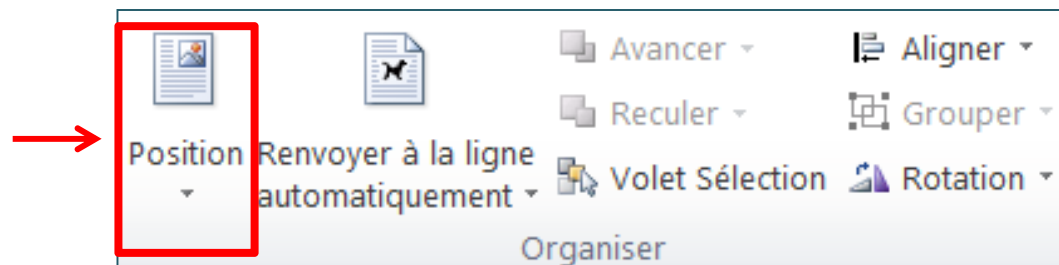 Position
Renvoyer à la ligne
automatiquement
Avancer
Reculer
Volet Sélection
Aligner
Grouper
Rotation
Organiser